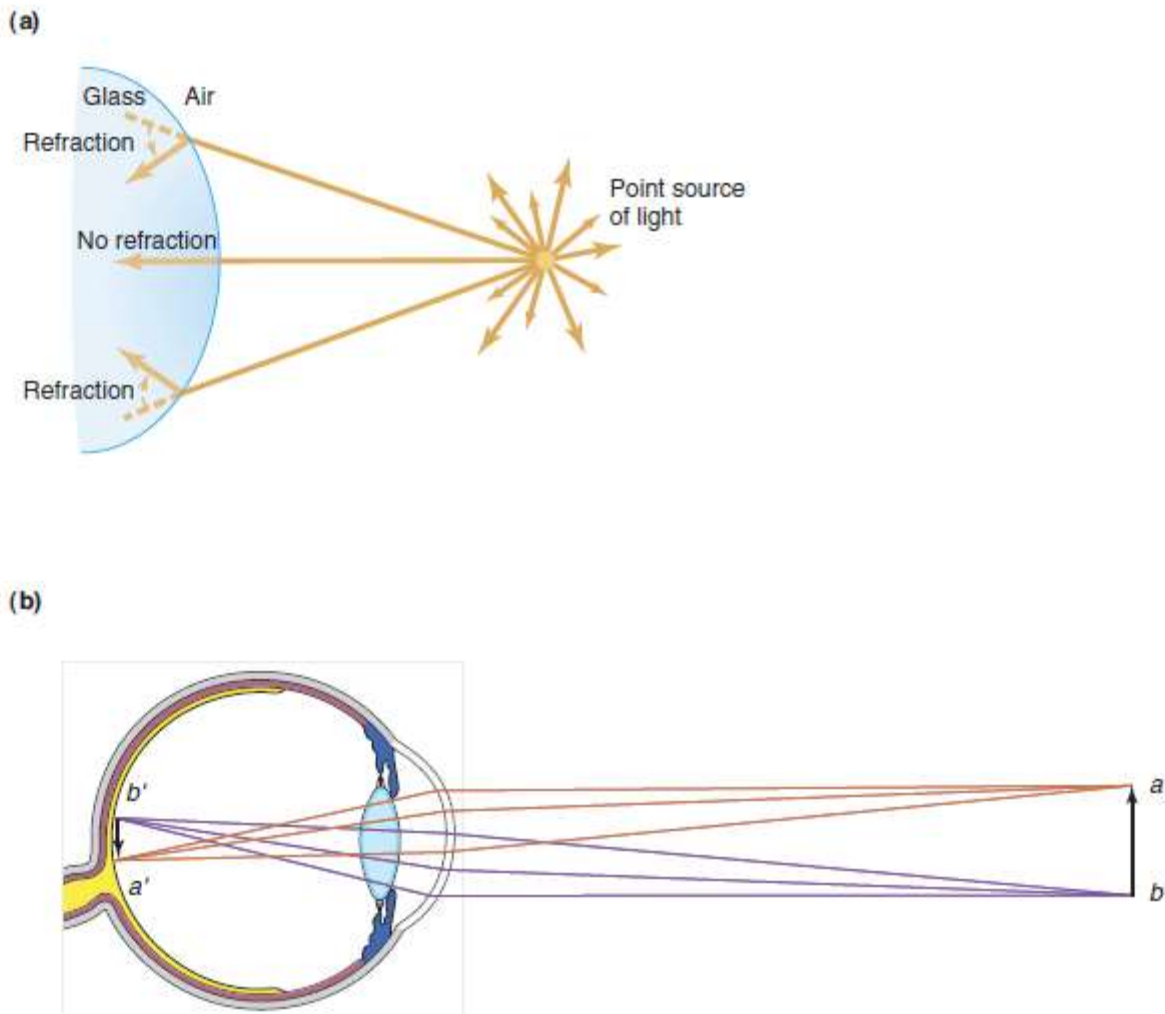 (a)
Glass Air
Refraction
Point source
of light
No refraction
Refraction
(b)
a
b'
a'
b